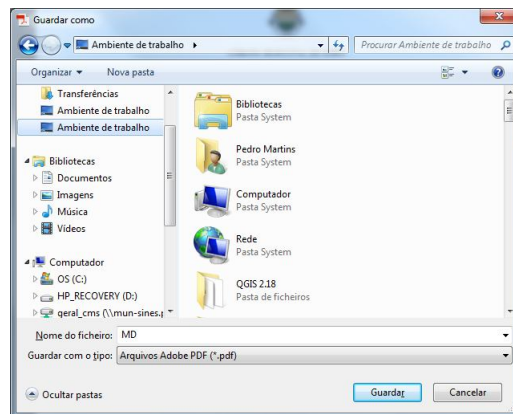 Guardar como
Ambiente de trabalho
Procurar Ambiente de trabalho
Organizar
Nova pasta
Transferências
Ambiente de trabalho
Ambiente de trabalho
Bibliotecas
Documentos
Imagens
Música
Vídeos
Computador
OS (C:)
HP_RECOVERY (D:)
geral_cms (\\mun-sines.p
Bibliotecas
Pasta System
Pedro Martins
Pasta System
Computador
Pasta System
Rede
Pasta System
QGIS 2.18
Pasta de ficheiros
Nome do ficheiro: MD
Guardar com o tipo: Arquivos Adobe PDF (*.pdf)
Ocultar pastas
Guardar
Cancelar